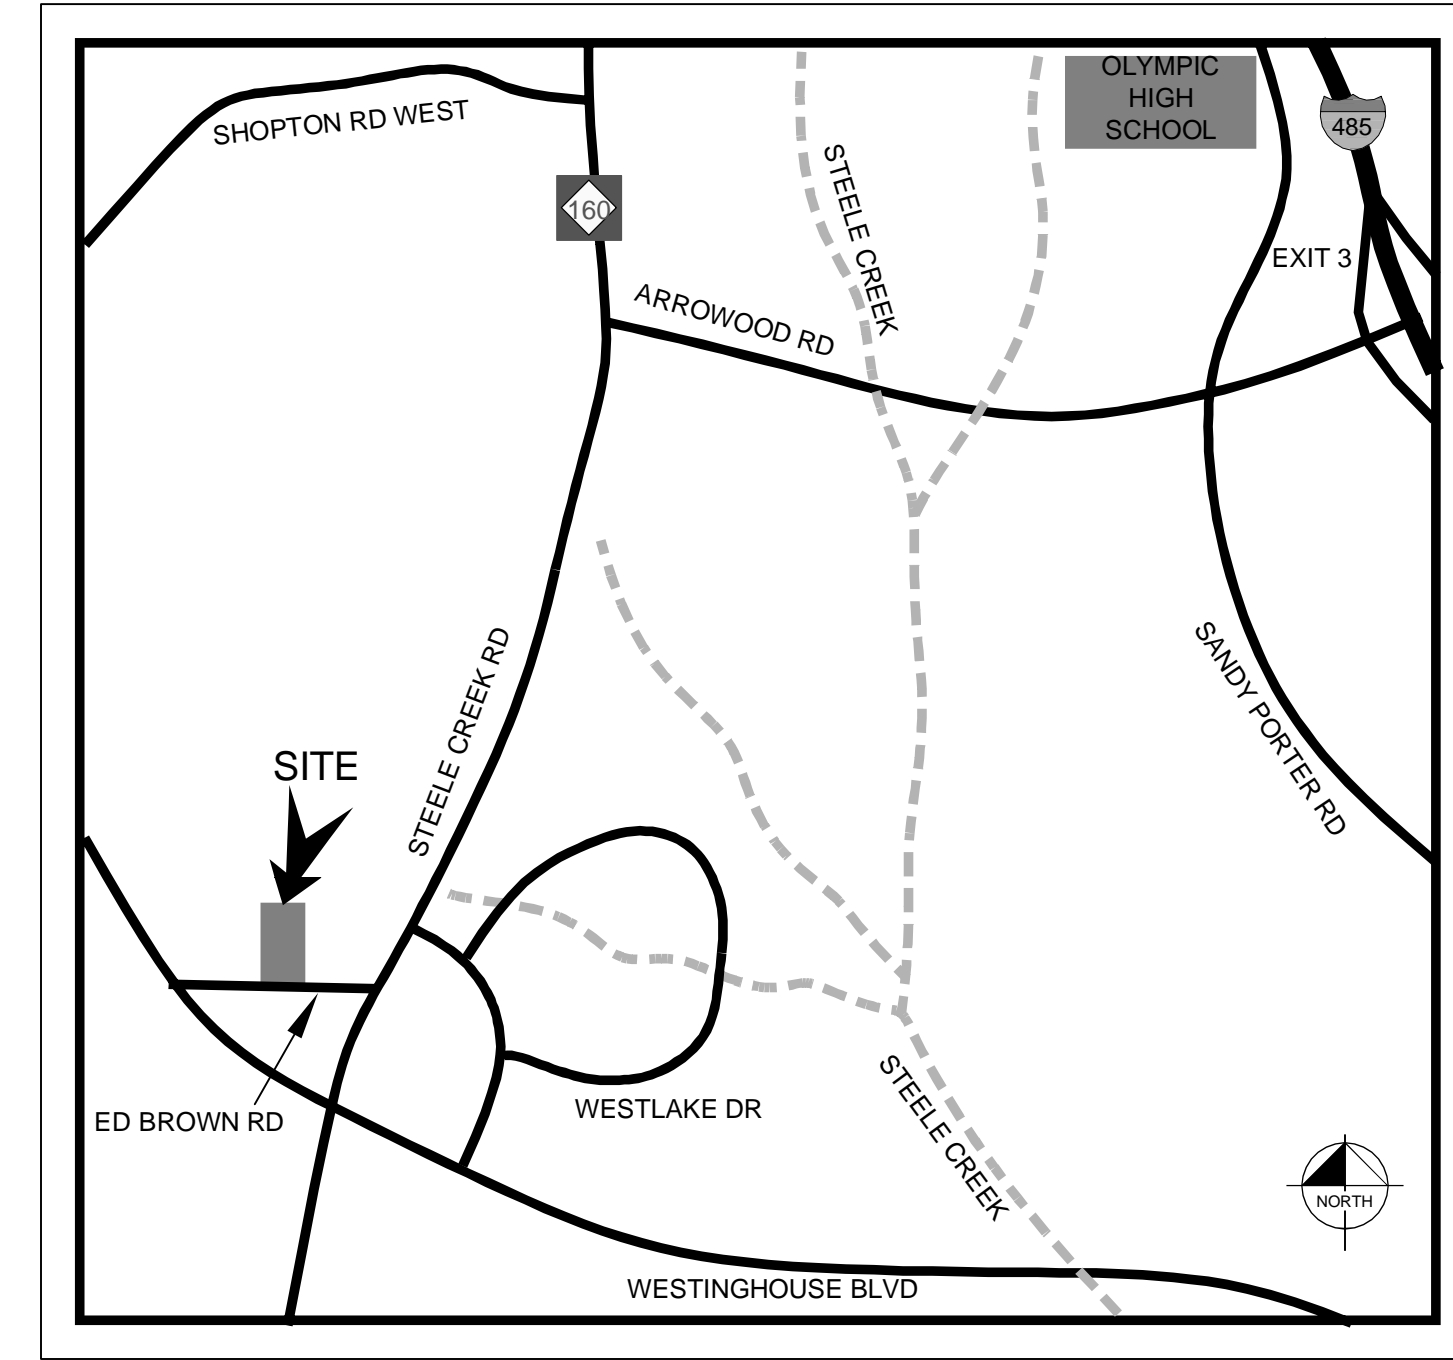 OLYMPIC
HIGH
SCHOOL
485
SHOPTON RD WEST
STEELE CREEK
160
EXIT 3
ARROWOOD RD
STEELE CREEK RD
SANDY PORTER RD
SITE
ED BROWN RD
WESTLAKE DR
STEELE CREEK
NORTH
WESTINGHOUSE BLVD